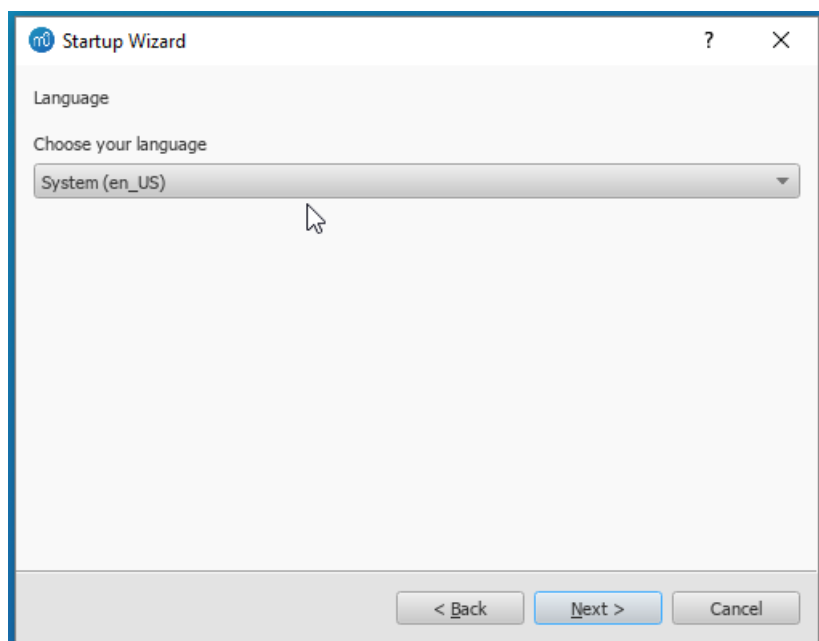 Startup Wizard ?
Language
Choose your language
System (en_US)
< Back Next > Cancel